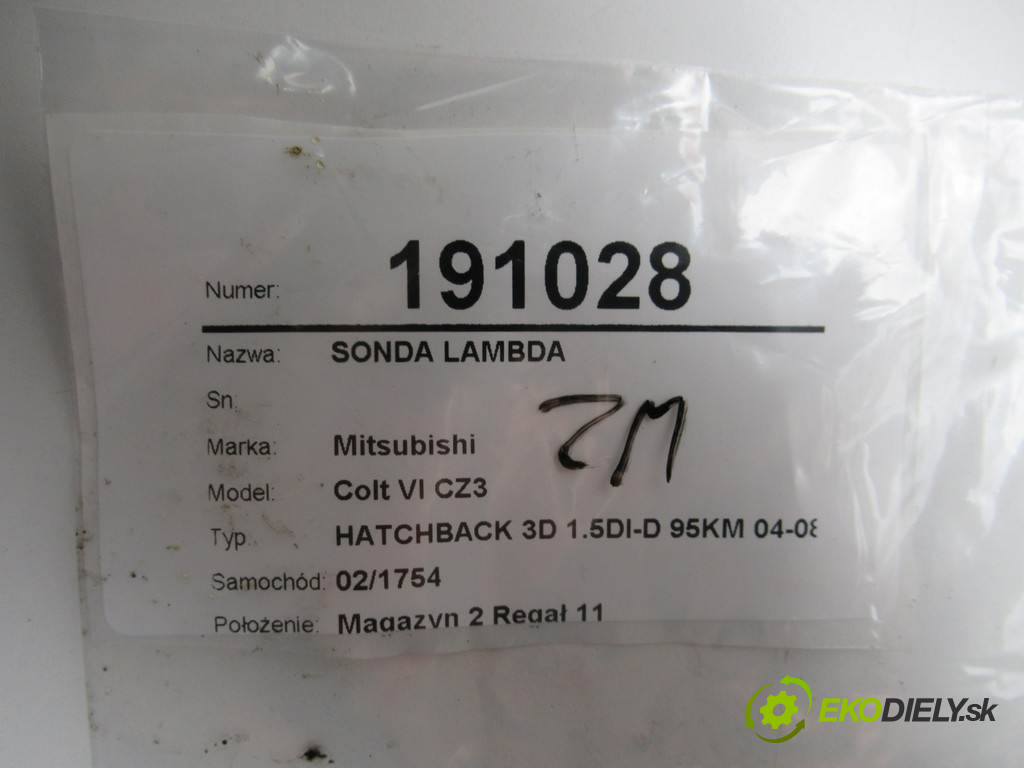 Numer: 191028
Nazwa: SONDA LAMBDA
Sn:
ZM
Marka: Mitsubishi
Model: Colt VI CZ3
Typ: HATCHBACK 3D 1.5DI-D 95KM 04-08
Samochód: 02/1754
Położenie: Magazyn 2 Regał 11
EKODIELY.sk